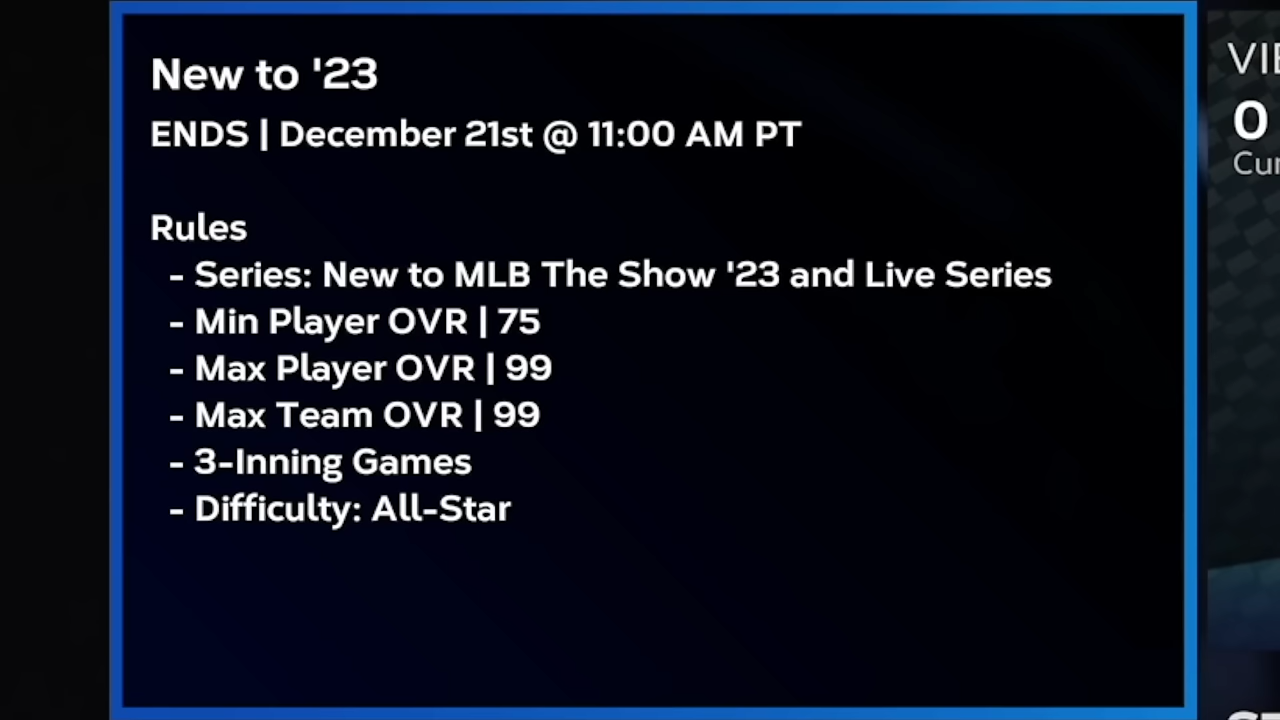 New to '23
ENDS | December 21st @ 11:00 AM PT
Rules
- Series: New to MLB The Show '23 and Live Series
- Min Player OVR | 75
- Max Player OVR | 99
- Max Team OVR | 99
- 3-Inning Games
- Difficulty: All-Star
0